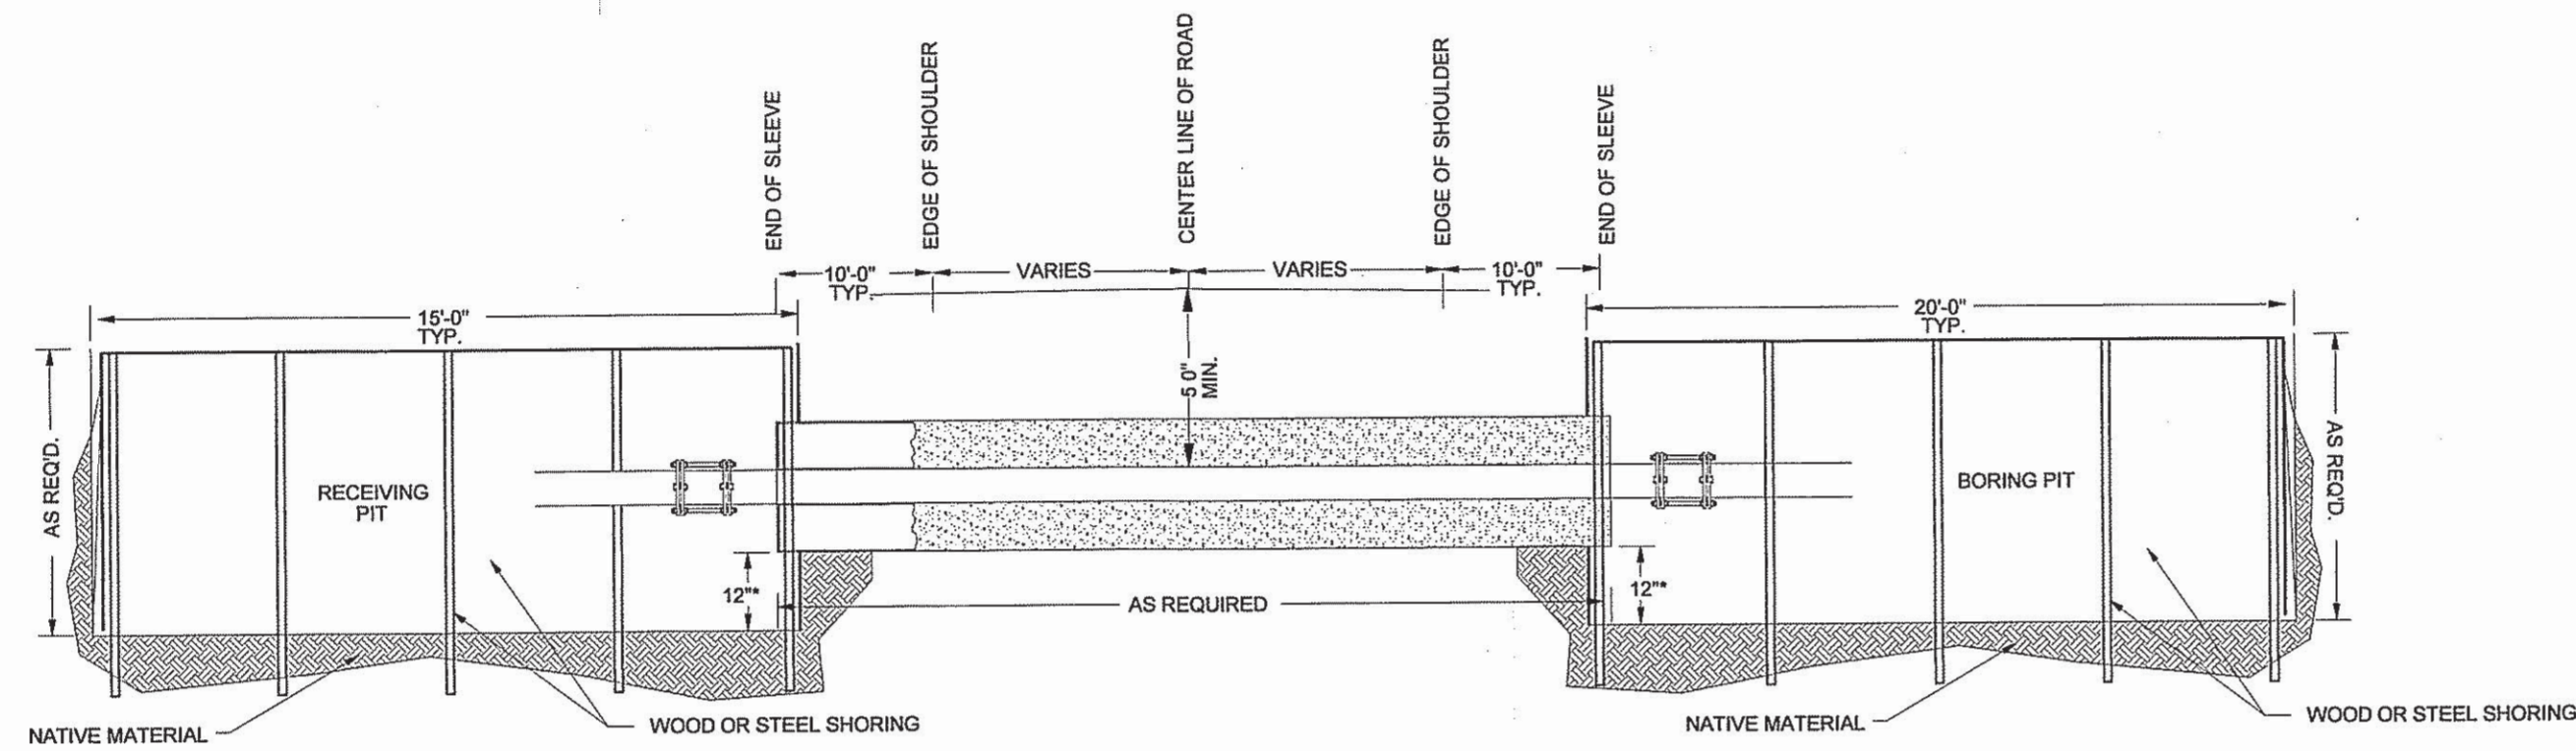 END OF SLEEVE
EDGE OF SHOULDER
CENTER LINE OF ROAD
EDGE OF SHOULDER
END OF SLEEVE
10'-0"
TYP.
VARIES
VARIES
10'-0"
TYP.
15'-0"
TYP.
20'-0"
TYP.
5 0"
MIN.
AS REQ'D.
RECEIVING
PIT
BORING PIT
AS REQ'D.
12"*
AS REQUIRED
12"*
NATIVE MATERIAL
WOOD OR STEEL SHORING
NATIVE MATERIAL
WOOD OR STEEL SHORING